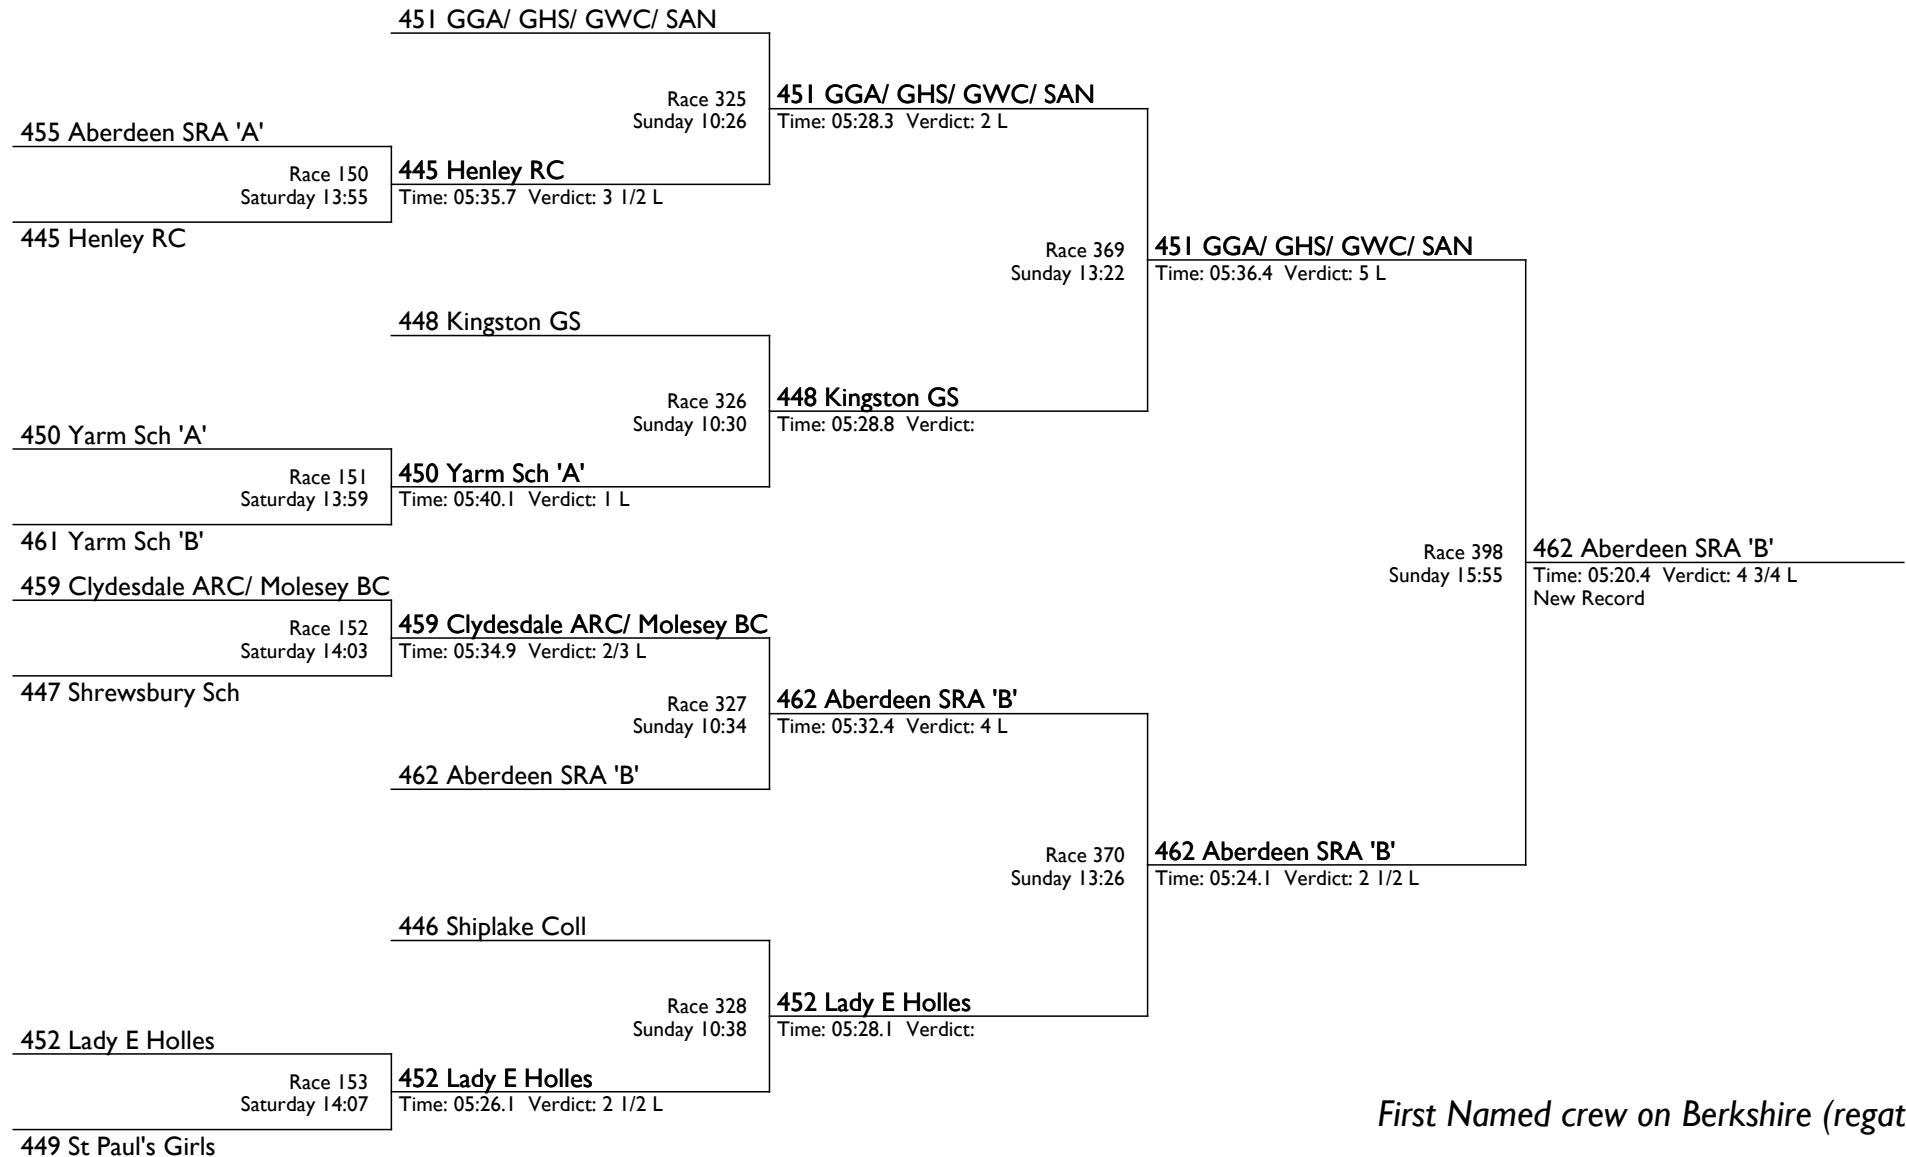 451 GGA/ GHS/ GWC/ SAN
Race 325
Sunday 10:26
451 GGA/ GHS/ GWC/ SAN
Time: 05:28.3 Verdict: 2 L
455 Aberdeen SRA 'A'
Race 150
Saturday 13:55
445 Henley RC
Time: 05:35.7 Verdict: 3 1/2 L
445 Henley RC
Race 369
Sunday 13:22
451 GGA/ GHS/ GWC/ SAN
Time: 05:36.4 Verdict: 5 L
448 Kingston GS
Race 326
Sunday 10:30
448 Kingston GS
Time: 05:28.8 Verdict:
450 Yarm Sch 'A'
Race 151
Saturday 13:59
450 Yarm Sch 'A'
Time: 05:40.1 Verdict: 1 L
461 Yarm Sch 'B'
Race 398
Sunday 15:55
462 Aberdeen SRA 'B'
Time: 05:20.4 Verdict: 4 3/4 L
New Record
459 Clydesdale ARC/ Molesey BC
Race 152
Saturday 14:03
459 Clydesdale ARC/ Molesey BC
Time: 05:34.9 Verdict: 2/3 L
447 Shrewsbury Sch
Race 327
Sunday 10:34
462 Aberdeen SRA 'B'
Time: 05:32.4 Verdict: 4 L
462 Aberdeen SRA 'B'
Race 370
Sunday 13:26
462 Aberdeen SRA 'B'
Time: 05:24.1 Verdict: 2 1/2 L
446 Shiplake Coll
Race 328
Sunday 10:38
452 Lady E Holles
Time: 05:28.1 Verdict:
452 Lady E Holles
Race 153
Saturday 14:07
452 Lady E Holles
Time: 05:26.1 Verdict: 2 1/2 L
449 St Paul's Girls
First Named crew on Berkshire (regat